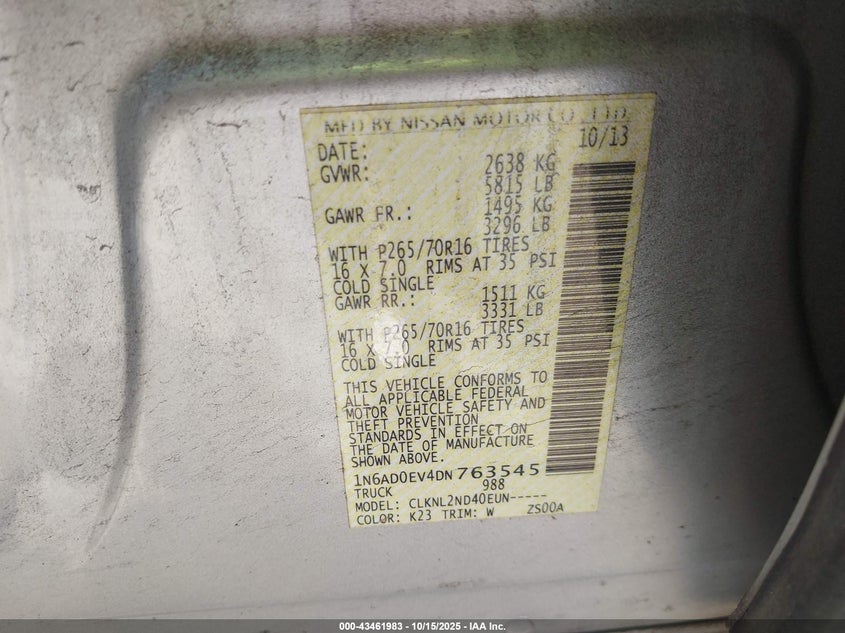 MFD BY NISSAN MOTOR CO., LTD.
DATE: 10/13
GVWR: 2638 KG
5815 LB
GAWR FR.: 1495 KG
3296 LB
WITH P265/70R16 TIRES
16 X 7.0 RIMS AT 35 PSI
COLD SINGLE
GAWR RR.: 1511 KG
3331 LB
WITH P265/70R16 TIRES
16 X 7.0 RIMS AT 35 PSI
COLD SINGLE
THIS VEHICLE CONFORMS TO
ALL APPLICABLE FEDERAL
MOTOR VEHICLE SAFETY AND
THEFT PREVENTION
STANDARDS IN EFFECT ON
THE DATE OF MANUFACTURE
SHOWN ABOVE.
1N6AD0EV4DN763545
TRUCK 988
MODEL: CLKNL2ND40EUN-----
COLOR: K23 TRIM: W ZS00A
000-43461983 - 10/15/2025 - IAA Inc.